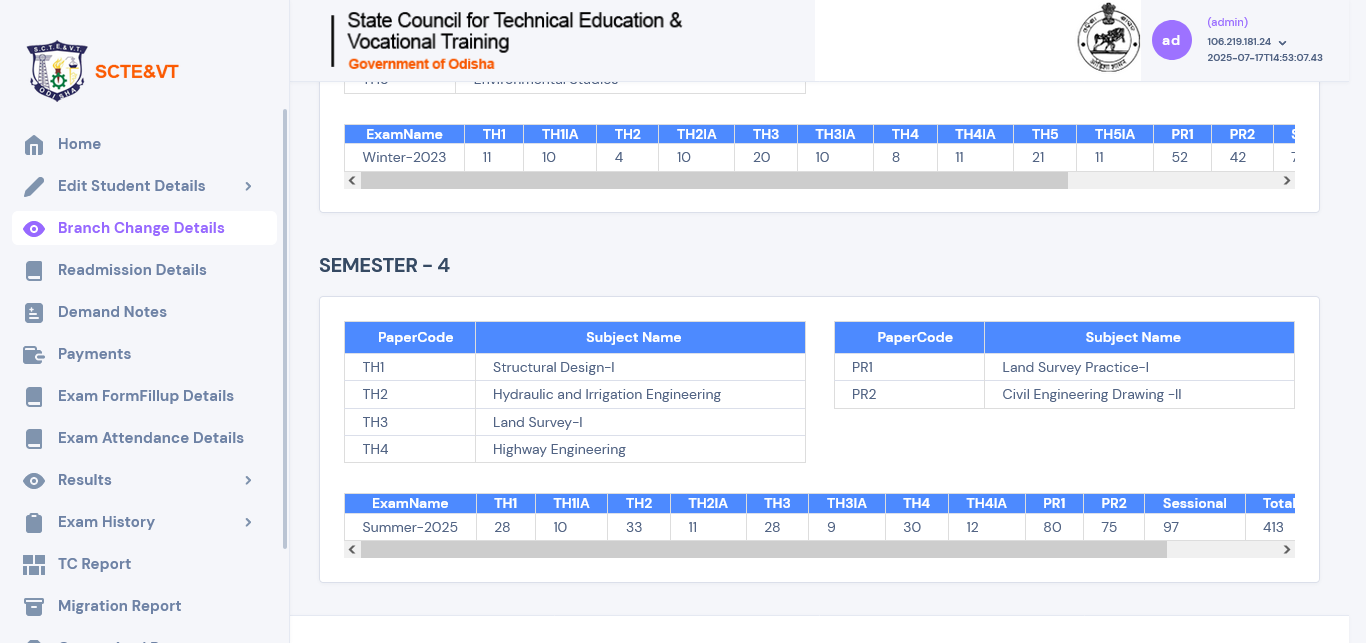 State Council for Technical Education &
Vocational Training
Government of Odisha
(admin)
ad
106.219.181.24
2025-07-17T14:53:07.43
S.C.T.E.&V.T.
ODISHA
SCTE&VT
Home
Edit Student Details
Branch Change Details
Readmission Details
Demand Notes
Payments
Exam FormFillup Details
Exam Attendance Details
Results
Exam History
TC Report
Migration Report
ExamName TH1 TH1IA TH2 TH2IA TH3 TH3IA TH4 TH4IA TH5 TH5IA PR1 PR2
Winter-2023 11 10 4 10 20 10 8 11 21 11 52 42
SEMESTER - 4
PaperCode Subject Name
TH1 Structural Design-I
TH2 Hydraulic and Irrigation Engineering
TH3 Land Survey-I
TH4 Highway Engineering
PaperCode Subject Name
PR1 Land Survey Practice-I
PR2 Civil Engineering Drawing -II
ExamName TH1 TH1IA TH2 TH2IA TH3 TH3IA TH4 TH4IA PR1 PR2 Sessional Total
Summer-2025 28 10 33 11 28 9 30 12 80 75 97 413